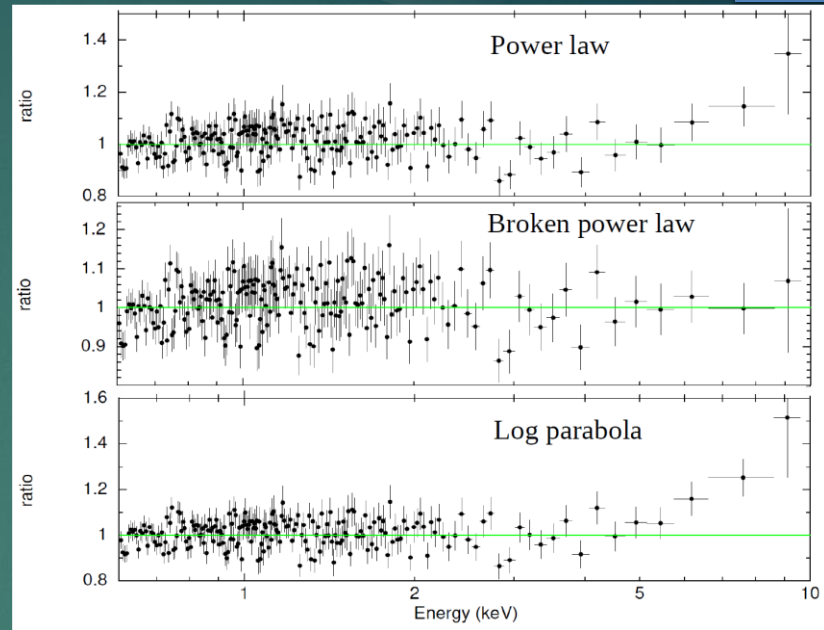 Power law
ratio
1.4
1.2
1
0.8
Broken power law
ratio
1.2
1.1
1
0.9
Log parabola
ratio
1.6
1.4
1.2
1
0.8
1
2
5
10
Energy (keV)